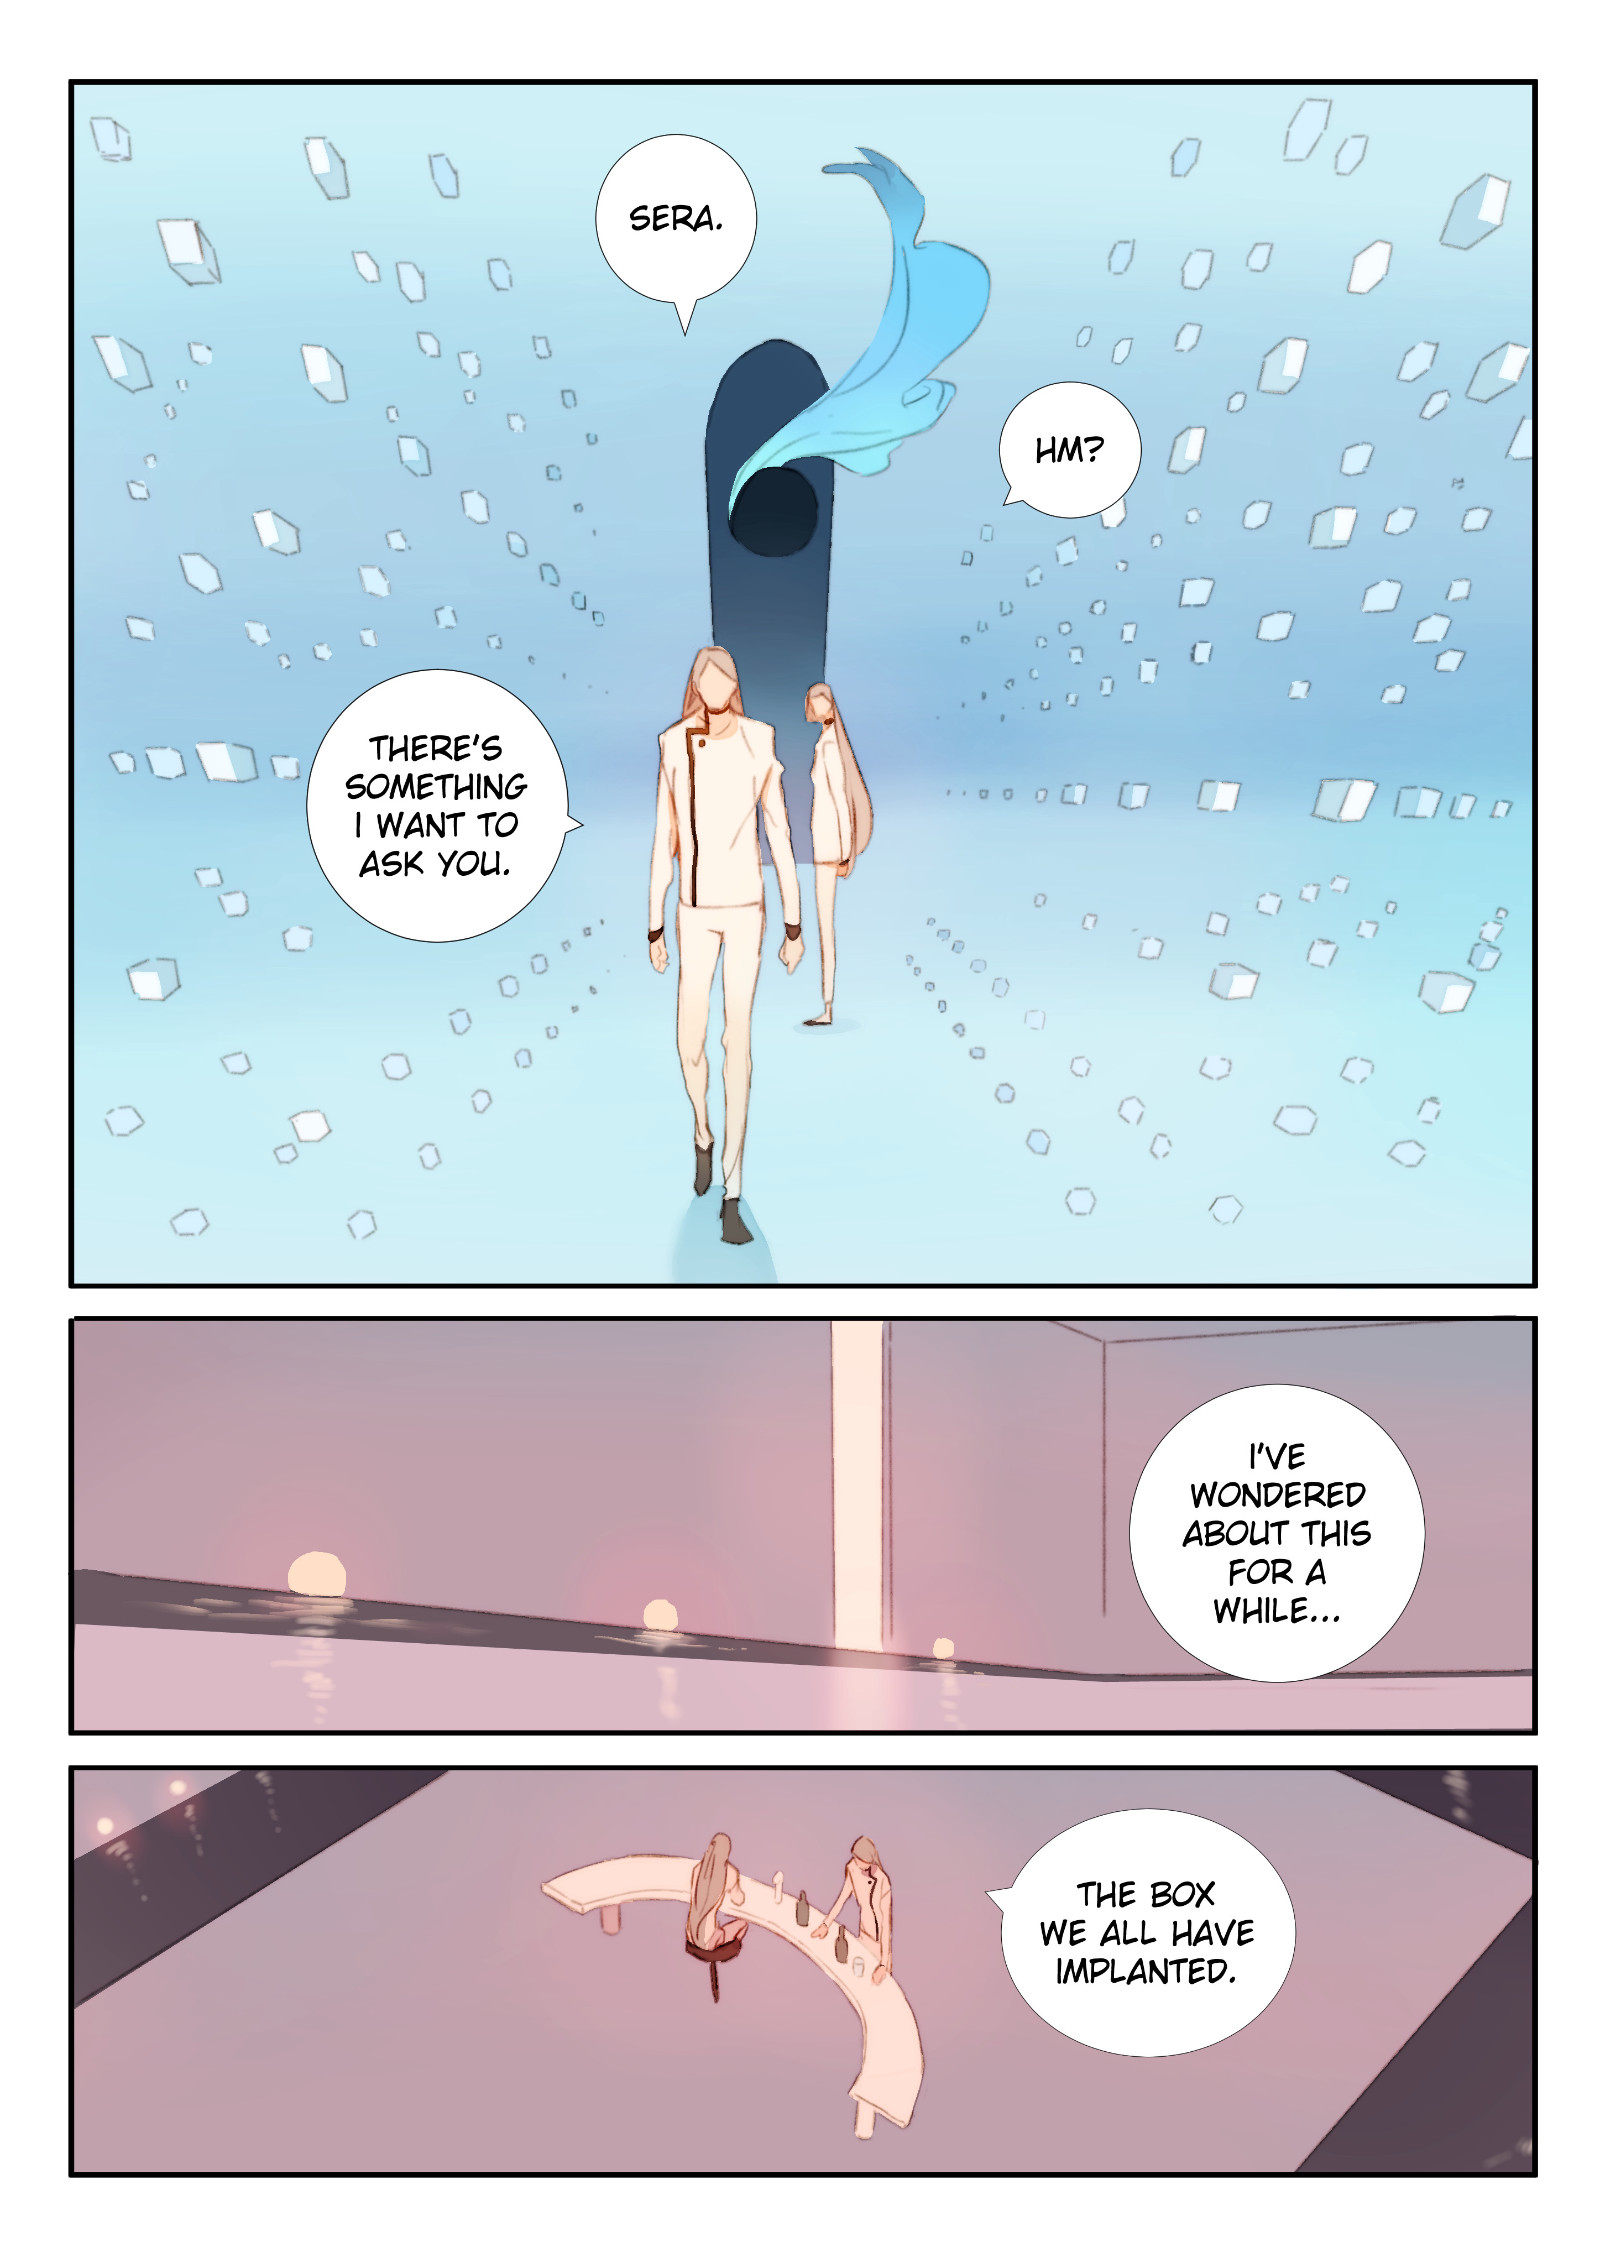 SERA.
HM?
THERE'S
SOMETHING
I WANT TO
ASK YOU.
I'VE
WONDERED
ABOUT THIS
FOR A
WHILE...
THE BOX
WE ALL HAVE
IMPLANTED.